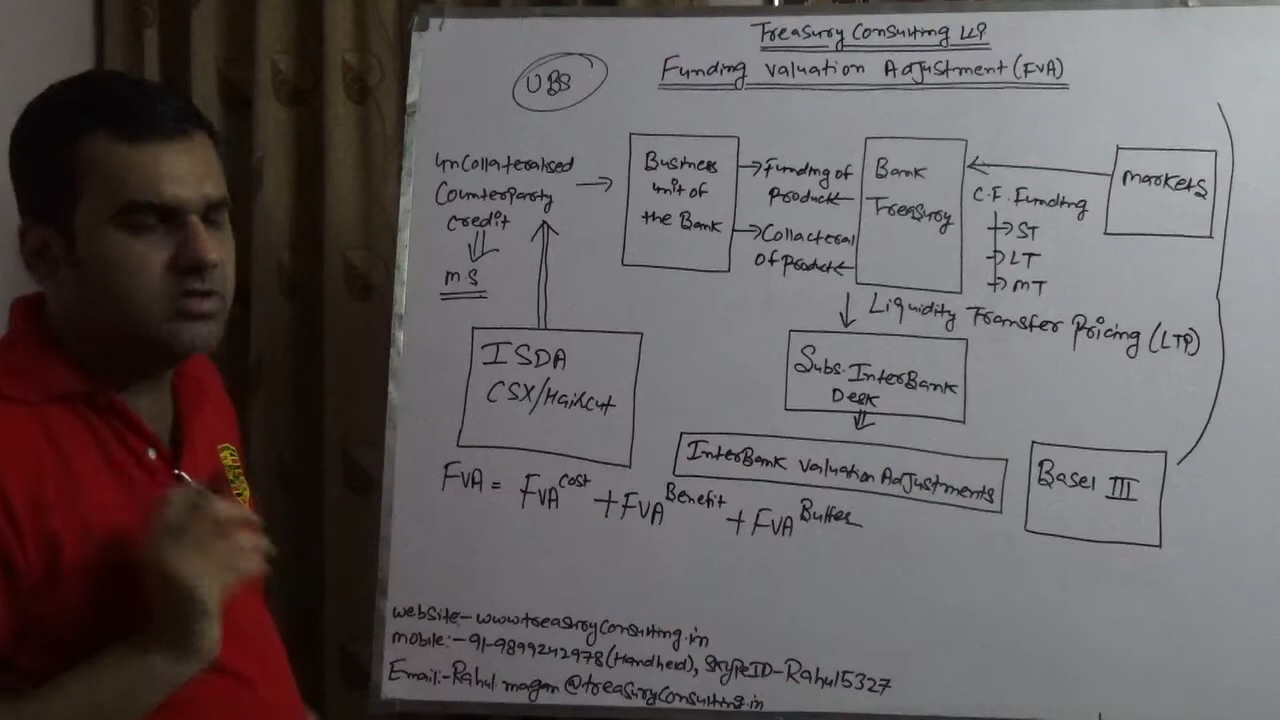 Treasury Consulting LLP
Funding Valuation Adjustment (FVA)
UBS
UnCollateralised
Counterparty
credit
MS
Business
Unit of
the Bank
Funding of
Product
Collacteral
of Product
Bank
Treasury
C.F. Funding
ST
LT
MT
Markets
Liquidity Transfer Pricing (LTP)
ISDA
CSX/Haircut
Subs. InterBank
Desk
InterBank Valuation Adjustments
Basel III
FVA = FVA Cost + FVA Benefit + FVA Buffer
website:- www.treasuryconsulting.in
mobile:- 91-9899242978 (Handheld), SkypeID-Rahul5327
Email:-Rahul.magan@treasuryconsulting.in